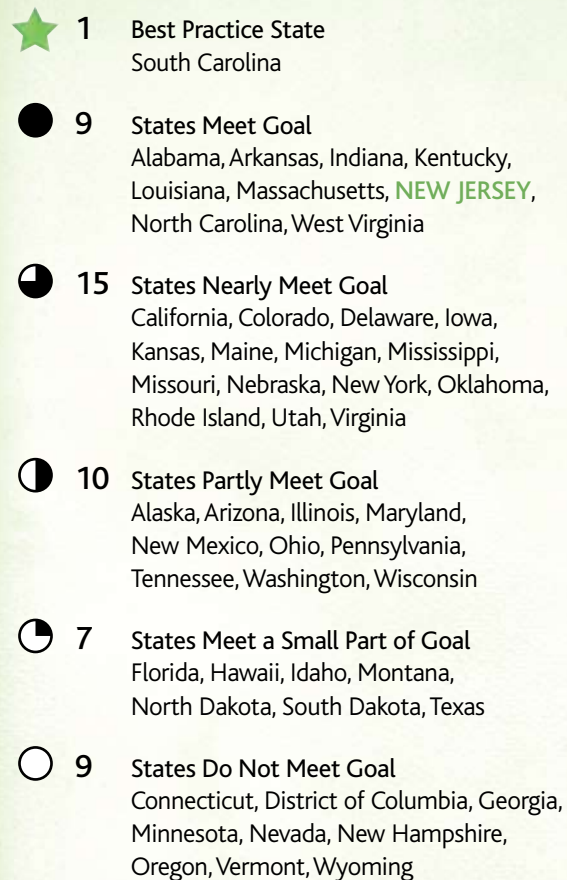 1 Best Practice State
South Carolina
9 States Meet Goal
Alabama, Arkansas, Indiana, Kentucky,
Louisiana, Massachusetts, NEW JERSEY,
North Carolina, West Virginia
15 States Nearly Meet Goal
California, Colorado, Delaware, Iowa,
Kansas, Maine, Michigan, Mississippi,
Missouri, Nebraska, New York, Oklahoma,
Rhode Island, Utah, Virginia
10 States Partly Meet Goal
Alaska, Arizona, Illinois, Maryland,
New Mexico, Ohio, Pennsylvania,
Tennessee, Washington, Wisconsin
7 States Meet a Small Part of Goal
Florida, Hawaii, Idaho, Montana,
North Dakota, South Dakota, Texas
9 States Do Not Meet Goal
Connecticut, District of Columbia, Georgia,
Minnesota, Nevada, New Hampshire,
Oregon, Vermont, Wyoming